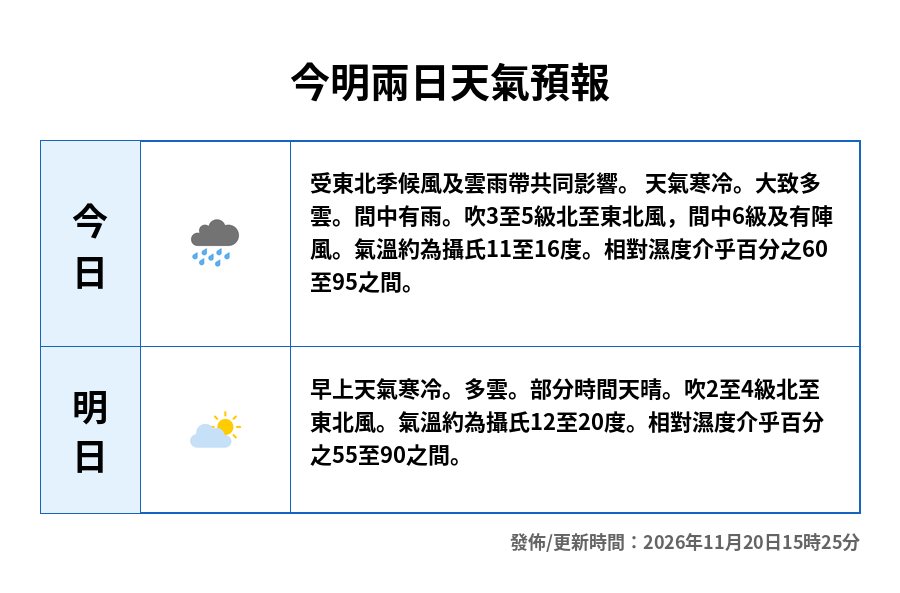 今明兩日天氣預報
今
日
受東北季候風及雲雨帶共同影響。 天氣寒冷。大致多
雲。間中有雨。吹3至5級北至東北風，間中6級及有陣
風。氣溫約為攝氏11至16度。相對濕度介乎百分之60
至95之間。
明
日
早上天氣寒冷。多雲。部分時間天晴。吹2至4級北至
東北風。氣溫約為攝氏12至20度。相對濕度介乎百分
之55至90之間。
發佈/更新時間：2026年11月20日15時25分